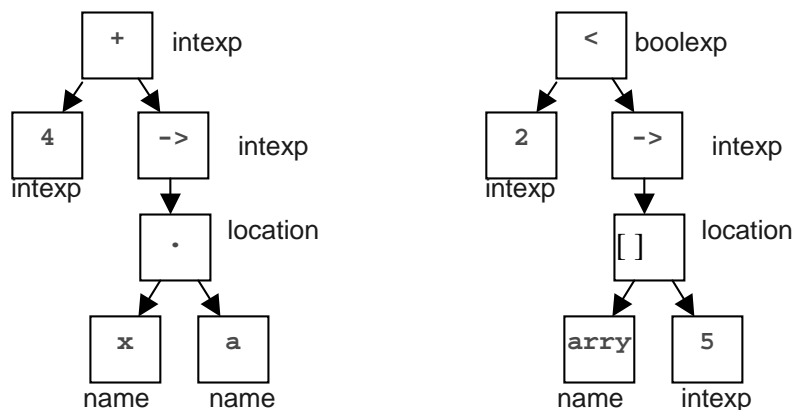 + intexp
4
intexp
-> intexp
. location
x
name
a
name
< boolexp
2
intexp
-> intexp
[ ] location
arry
name
5
intexp